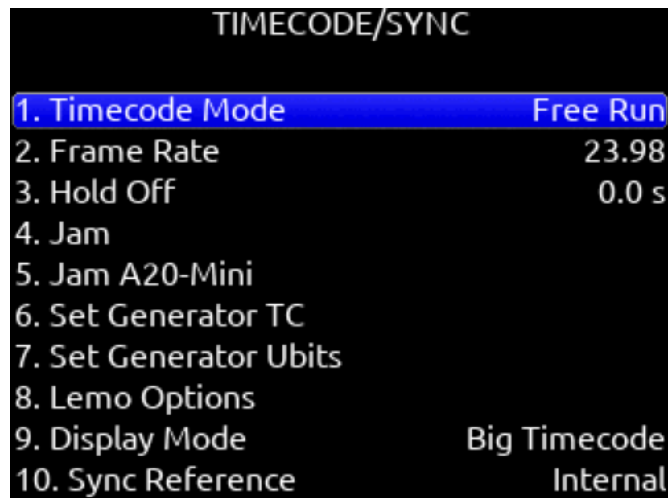 TIMECODE/SYNC
1. Timecode Mode Free Run
2. Frame Rate 23.98
3. Hold Off 0.0 s
4. Jam
5. Jam A20-Mini
6. Set Generator TC
7. Set Generator Ubits
8. Lemo Options
9. Display Mode Big Timecode
10. Sync Reference Internal